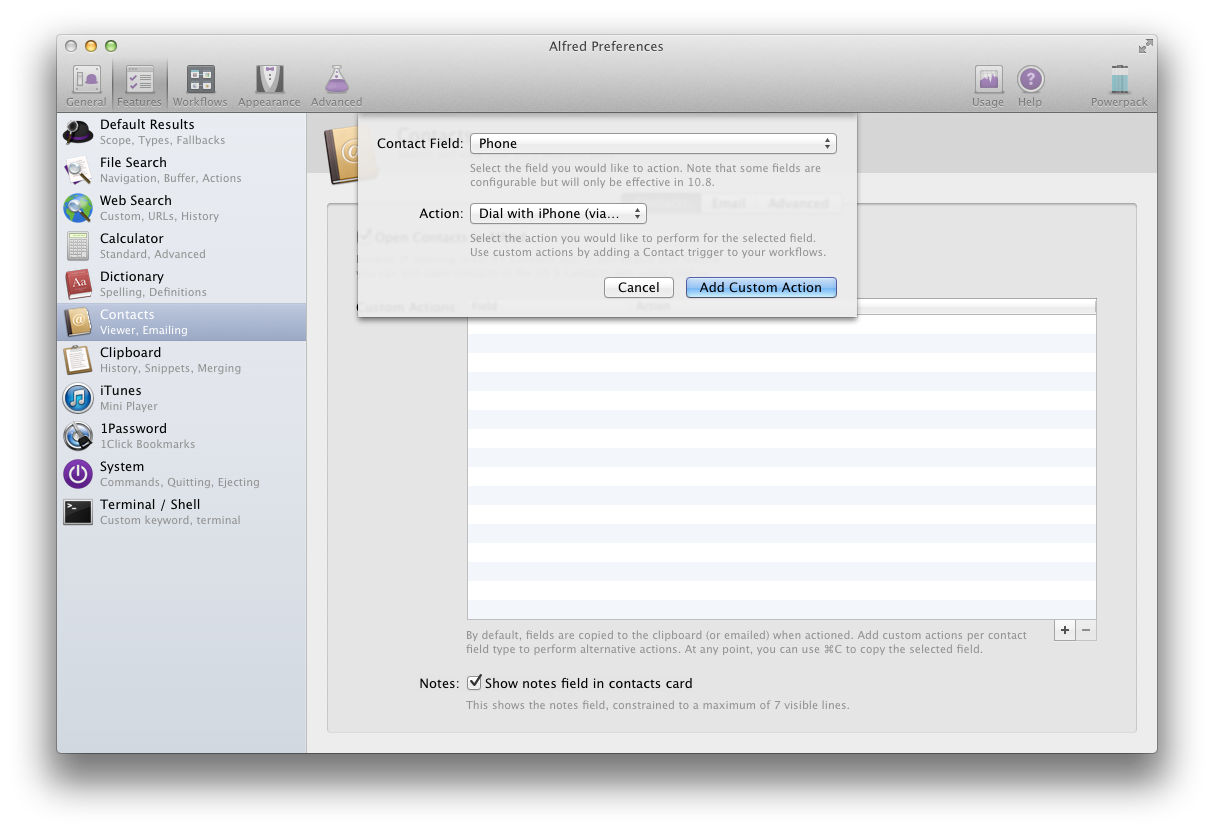 Alfred Preferences
General
Features
Workflows
Appearance
Advanced
Usage
Help
Powerpack
Default Results
Scope, Types, Fallbacks
File Search
Navigation, Buffer, Actions
Web Search
Custom, URLs, History
Calculator
Standard, Advanced
Dictionary
Spelling, Definitions
Contacts
Viewer, Emailing
Clipboard
History, Snippets, Merging
iTunes
Mini Player
1Password
1Click Bookmarks
System
Commands, Quitting, Ejecting
Terminal / Shell
Custom keyword, terminal
Contacts
Contact Field:
Phone
Select the field you would like to action. Note that some fields are
configurable but will only be effective in 10.8.
Email
Advanced
Action:
Dial with iPhone (via...
Open Contacts
Select the action you would like to perform for the selected field.
Use custom actions by adding a Contact trigger to your workflows.
Cancel
Add Custom Action
Custom Actions:
Field
Action
By default, fields are copied to the clipboard (or emailed) when actioned. Add custom actions per contact
field type to perform alternative actions. At any point, you can use ⌘C to copy the selected field.
+
−
Notes:
Show notes field in contacts card
This shows the notes field, constrained to a maximum of 7 visible lines.